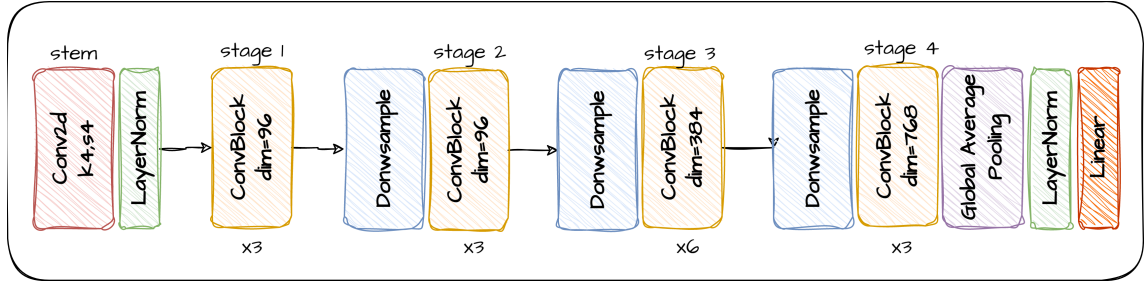 stem
Conv2d
K4,s4
LayerNorm
stage 1
ConvBlock
dim=96
x3
Donwsample
stage 2
ConvBlock
dim=96
x3
Donwsample
stage 3
ConvBlock
dim=384
x6
Donwsample
stage 4
ConvBlock
dim=768
x3
Global Average
Pooling
LayerNorm
Linear